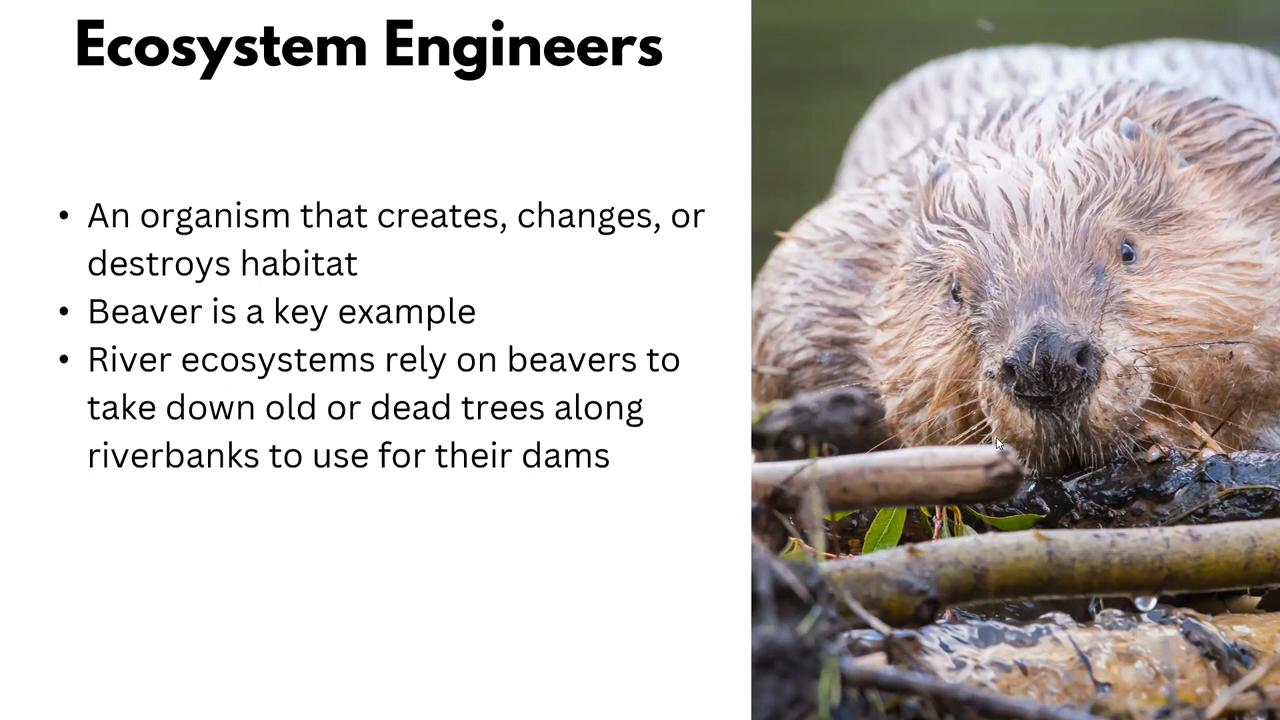 Ecosystem Engineers
• An organism that creates, changes, or
destroys habitat
• Beaver is a key example
• River ecosystems rely on beavers to
take down old or dead trees along
riverbanks to use for their dams